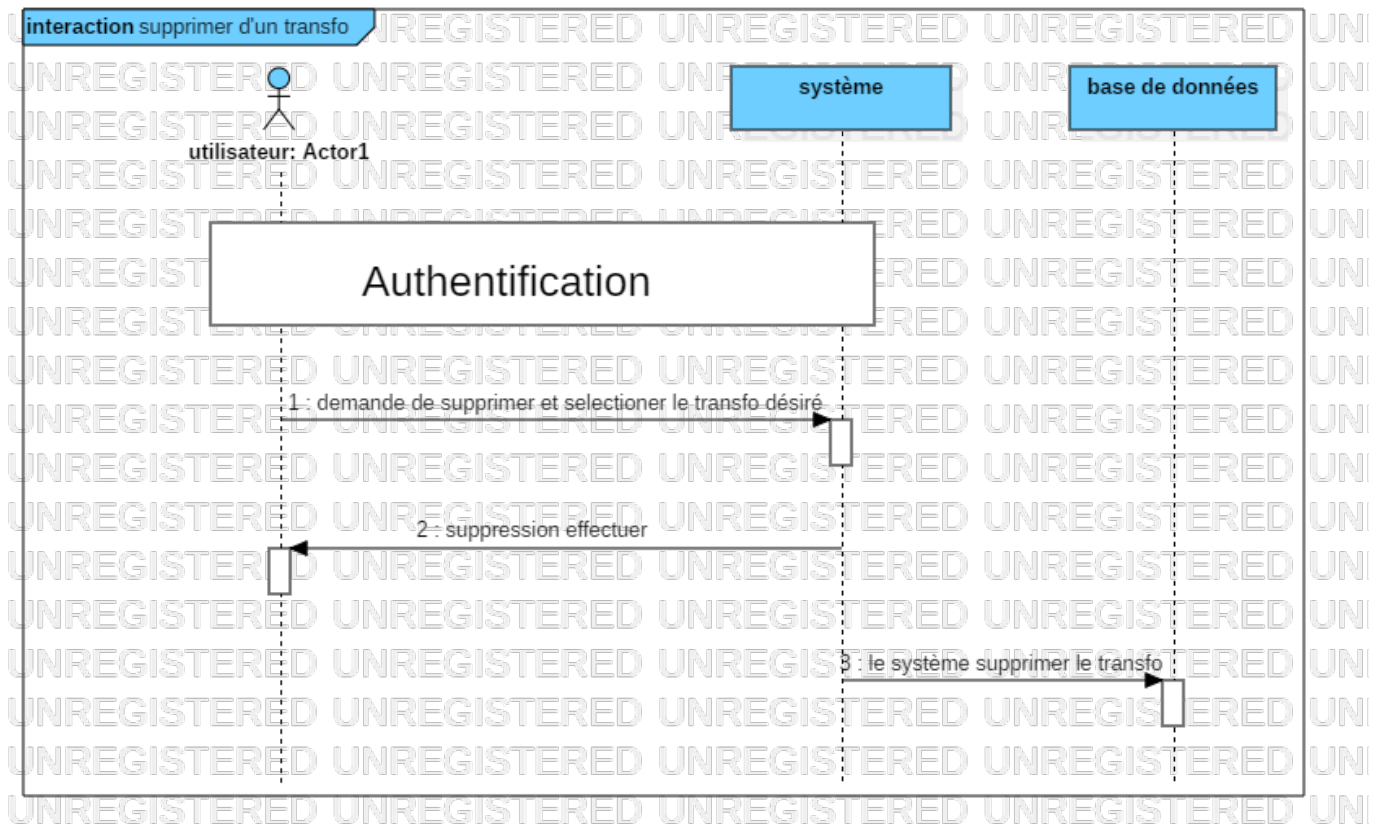 interaction supprimer d'un transfo
utilisateur: Actor1
système
base de données
Authentification
1 : demande de supprimer et selectioner le transfo désiré
2 : suppression effectuer
3 : le système supprimer le transfo
UNREGISTERED